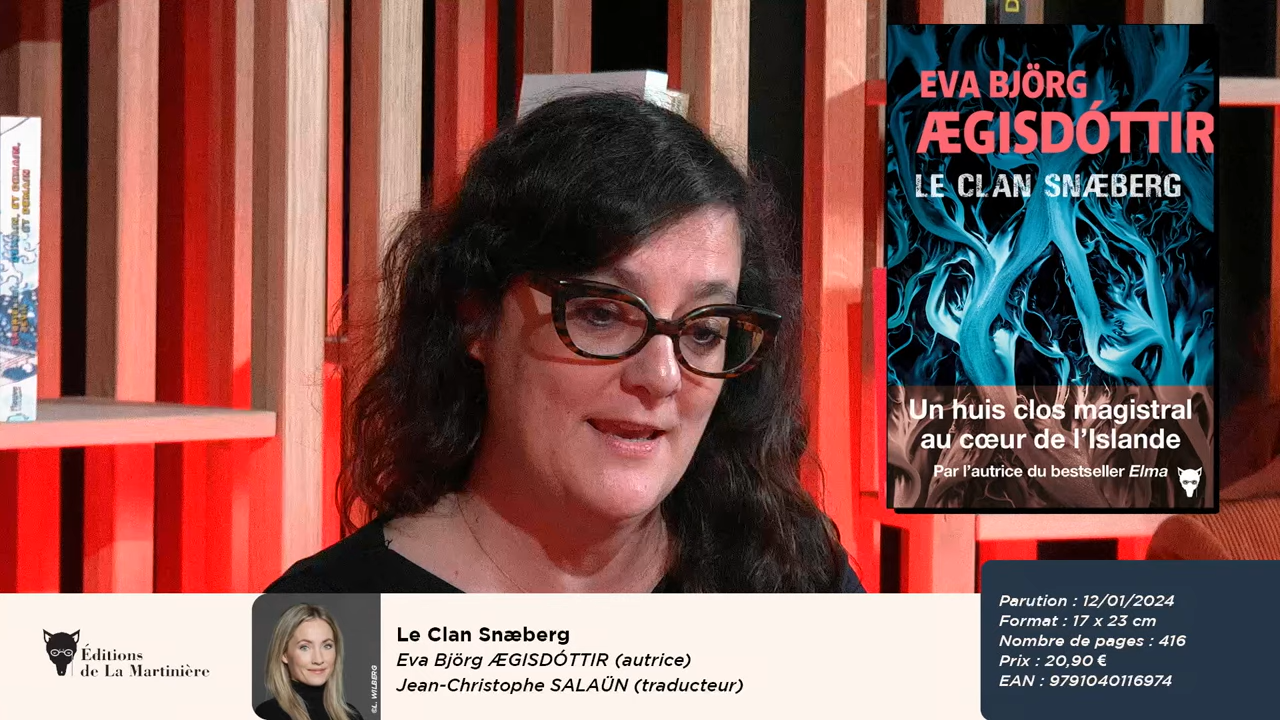 EVA BJÖRG
ÆGISDÓTTIR
LE CLAN SNÆBERG
Un huis clos magistral
au cœur de l'Islande
Par l'autrice du bestseller Elma
Éditions
de La Martinière
©L. WILBERG
Le Clan Snæberg
Eva Björg ÆGISDÓTTIR (autrice)
Jean-Christophe SALAÜN (traducteur)
Parution : 12/01/2024
Format : 17 x 23 cm
Nombre de pages : 416
Prix : 20,90 €
EAN : 9791040116974